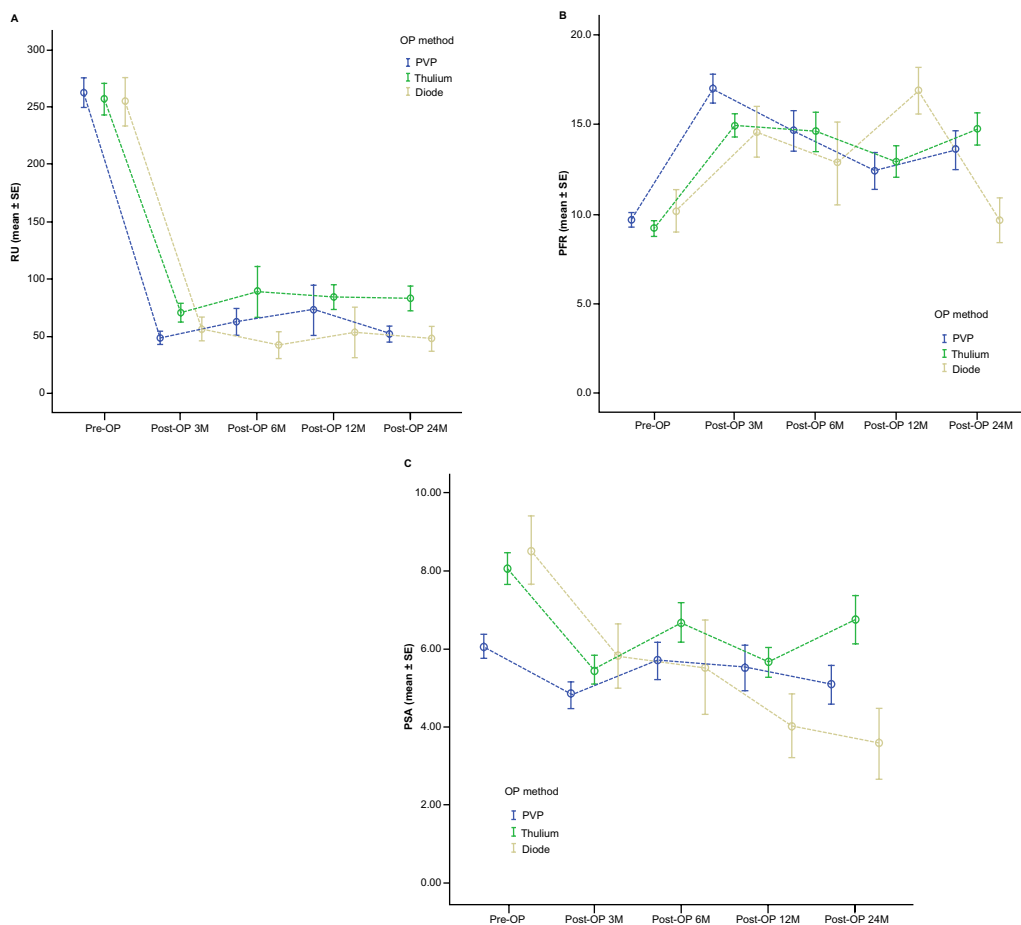 A
OP method
PVP
Thulium
Diode
RU (mean ± SE)
300
250
200
150
100
50
0
Pre-OP Post-OP 3M Post-OP 6M Post-OP 12M Post-OP 24M
B
PFR (mean ± SE)
20.0
15.0
10.0
5.0
0.0
OP method
PVP
Thulium
Diode
Pre-OP Post-OP 3M Post-OP 6M Post-OP 12M Post-OP 24M
C
PSA (mean ± SE)
10.00
8.00
6.00
4.00
2.00
0.00
OP method
PVP
Thulium
Diode
Pre-OP Post-OP 3M Post-OP 6M Post-OP 12M Post-OP 24M